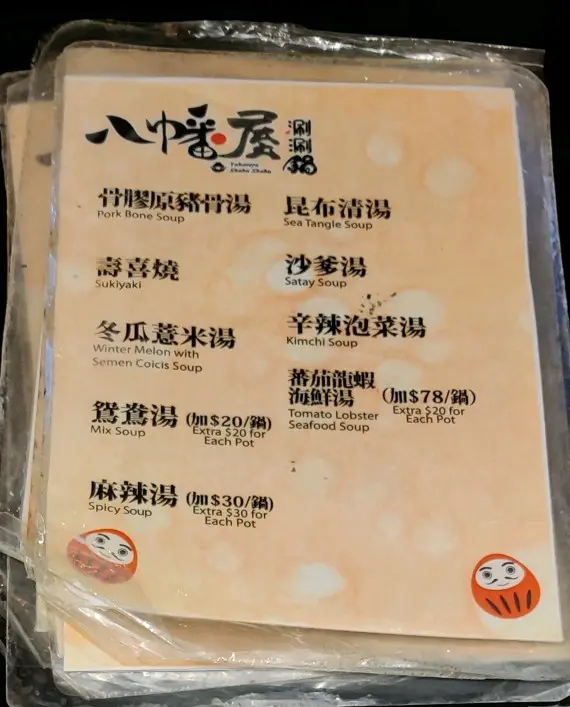 八幡屋
涮涮鍋
Yahataya
Shabu Shabu
骨膠原豬骨湯
Pork Bone Soup
昆布清湯
Sea Tangle Soup
壽喜燒
Sukiyaki
沙爹湯
Satay Soup
冬瓜薏米湯
Winter Melon with
Semen Coicis Soup
辛辣泡菜湯
Kimchi Soup
蕃茄龍蝦
海鮮湯 (加$78/鍋)
Tomato Lobster
Seafood Soup
Extra $20 for
Each Pot
鴛鴦湯 (加$20/鍋)
Mix Soup
Extra $20 for
Each Pot
麻辣湯 (加$30/鍋)
Spicy Soup
Extra $30 for
Each Pot